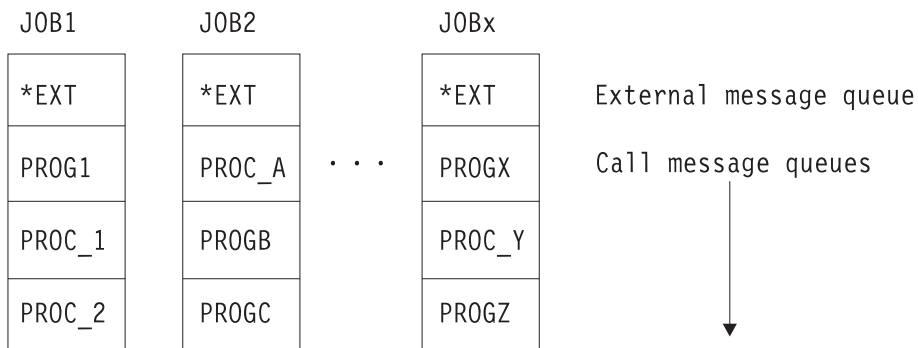 JOB1 JOB2 JOBx
*EXT *EXT *EXT External message queue
PROG1 PROC_A . . . PROGX Call message queues
PROC_1 PROGB PROC_Y
PROC_2 PROGC PROGZ